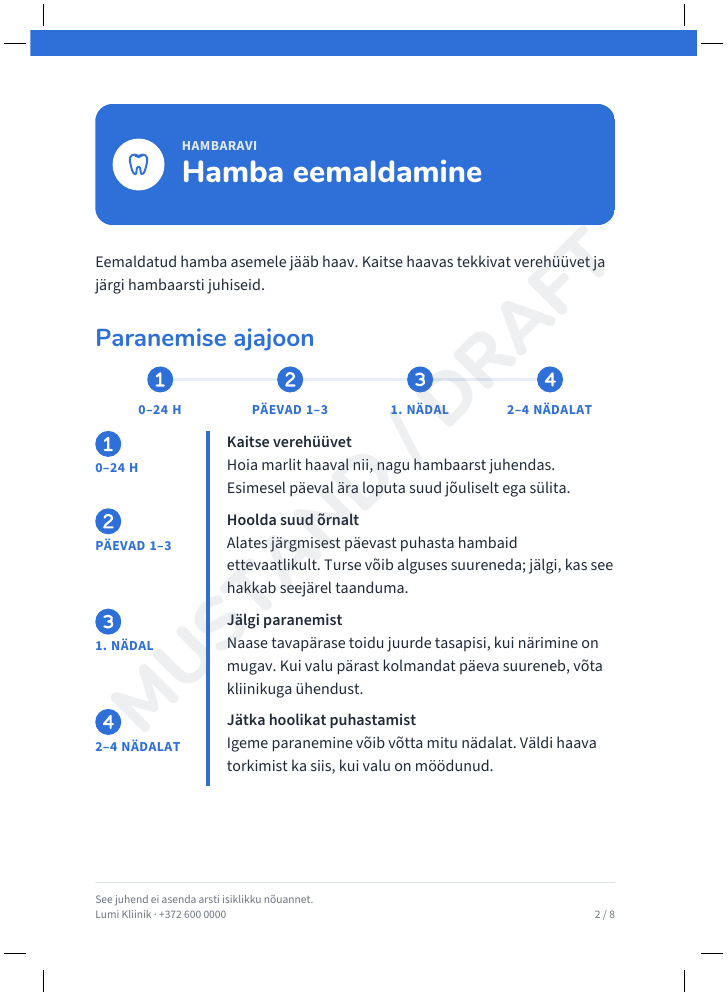 HAMBARAVI
Hamba eemaldamine
Eemaldatud hamba asemele jääb haav. Kaitse haavas tekkivat verehüüvet ja
järgi hambaarsti juhiseid.
Paranemise ajajoon
1 2 3 4
0–24 H PÄEVAD 1–3 1. NÄDAL 2–4 NÄDALAT
1
0–24 H
Kaitse verehüüvet
Hoia marlit haaval nii, nagu hambaarst juhendas.
Esimesel päeval ära loputa suud jõuliselt ega sülita.
2
PÄEVAD 1–3
Hoolda suud õrnalt
Alates järgmisest päevast puhasta hambaid
ettevaatlikult. Turse võib alguses suureneda; jälgi, kas see
hakkab seejärel taanduma.
3
1. NÄDAL
Jälgi paranemist
Naase tavapärase toidu juurde tasapisi, kui närimine on
mugav. Kui valu pärast kolmandat päeva suureneb, võta
kliinikuga ühendust.
4
2–4 NÄDALAT
Jätka hoolikat puhastamist
Igeme paranemine võib võtta mitu nädalat. Väldi haava
torkimist ka siis, kui valu on möödunud.
MUSTAND / DRAFT
See juhend ei asenda arsti isiklikku nõuannet.
Lumi Kliinik · +372 600 0000
2 / 8